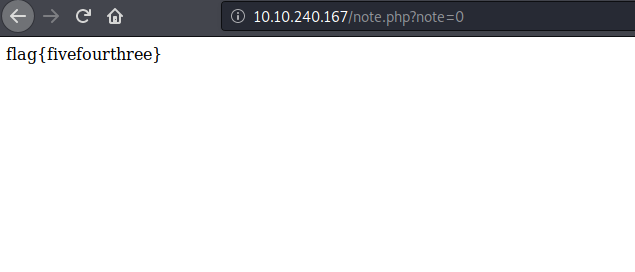 10.10.240.167/note.php?note=0
flag{fivefourthree}